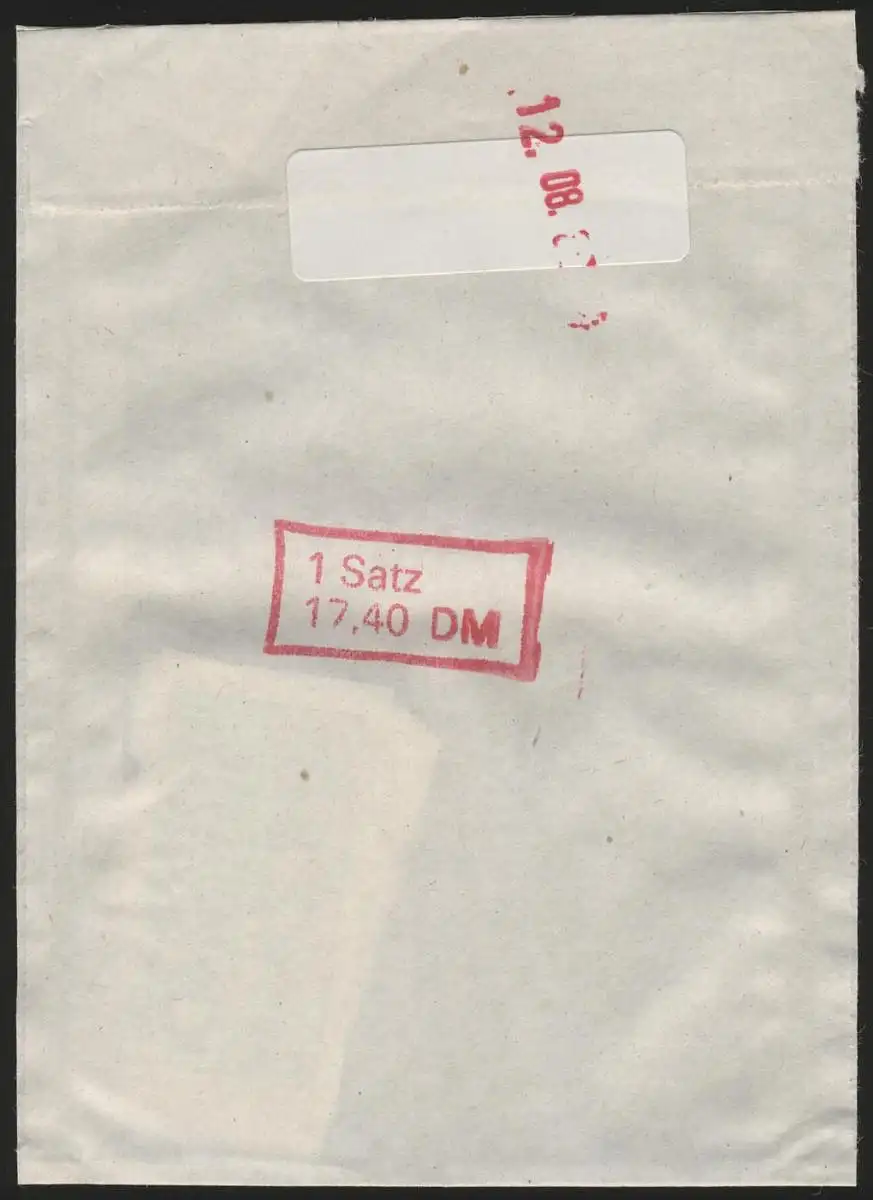 12. 08.
1 Satz
17,40 DM